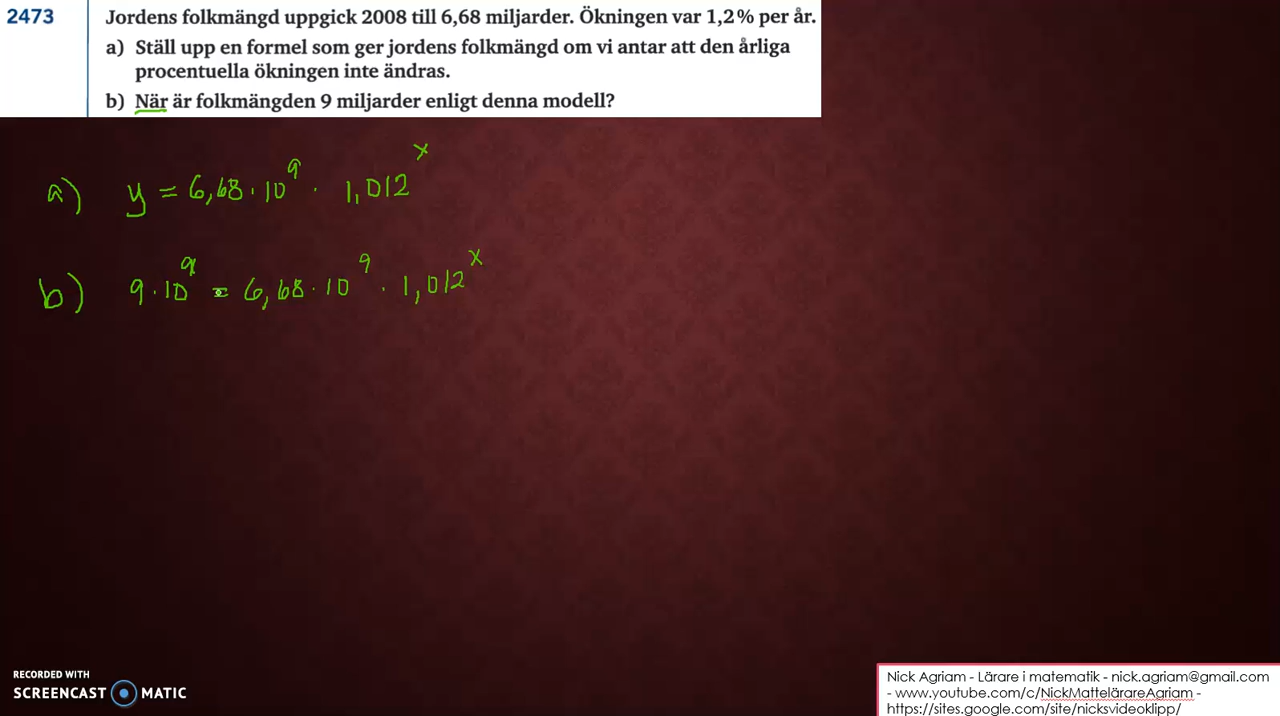 2473
Jordens folkmängd uppgick 2008 till 6,68 miljarder. Ökningen var 1,2 % per år.
a) Ställ upp en formel som ger jordens folkmängd om vi antar att den årliga
procentuella ökningen inte ändras.
b) När är folkmängden 9 miljarder enligt denna modell?
a) y = 6,68 · 10^9 · 1,012^x
b) 9 · 10^9 = 6,68 · 10^9 · 1,012^x
RECORDED WITH
SCREENCAST MATIC
Nick Agriam - Lärare i matematik - nick.agriam@gmail.com
- www.youtube.com/c/NickMattelärareAgriam -
https://sites.google.com/site/nicksvideoklipp/